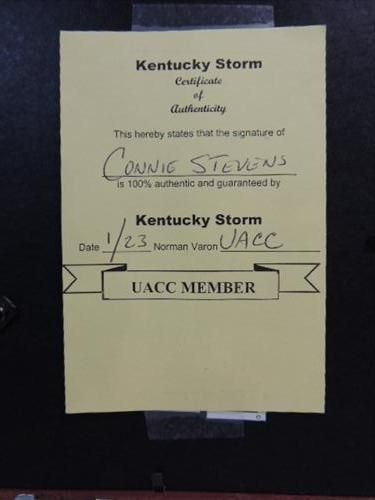 Kentucky Storm
Certificate
of
Authenticity
This hereby states that the signature of
CONNIE STEVENS
is 100% authentic and guaranteed by
Kentucky Storm
Date 1/23 Norman Varon UACC
UACC MEMBER